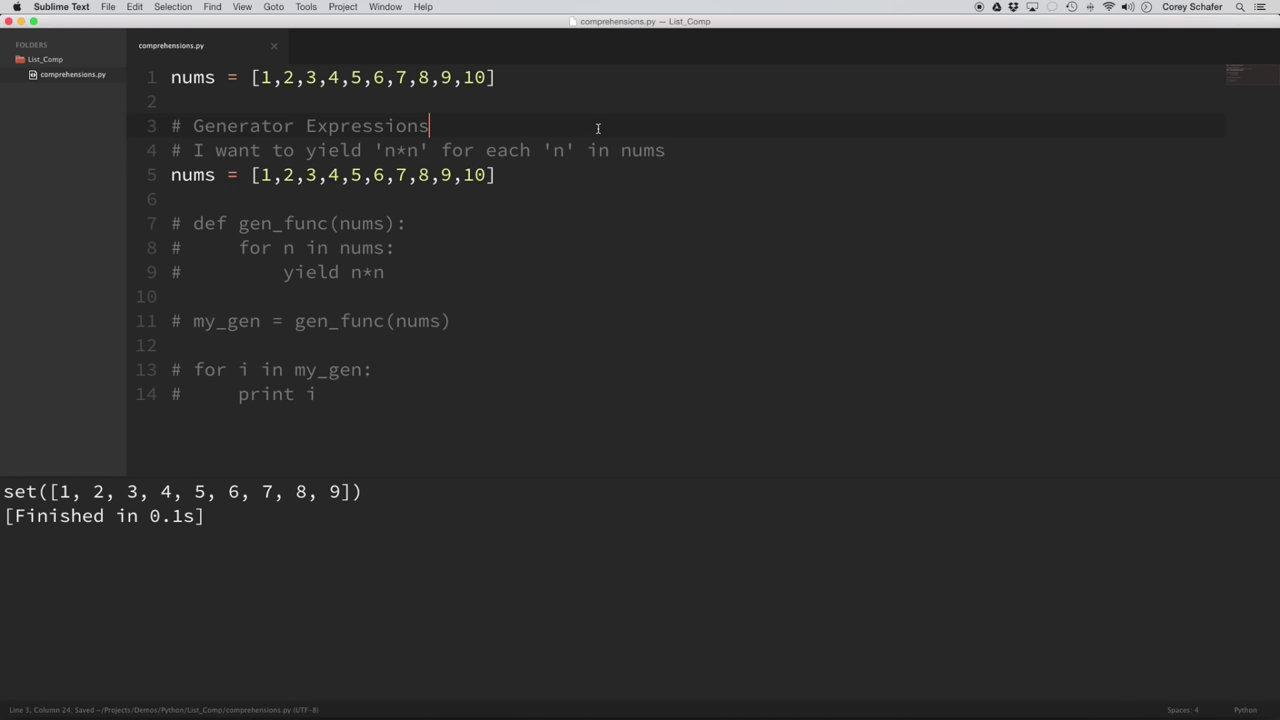 Sublime Text File Edit Selection Find View Goto Tools Project Window Help Corey Schafer
comprehensions.py — List_Comp
FOLDERS
List_Comp
comprehensions.py
comprehensions.py
1 nums = [1,2,3,4,5,6,7,8,9,10]
2
3 # Generator Expressions
4 # I want to yield 'n*n' for each 'n' in nums
5 nums = [1,2,3,4,5,6,7,8,9,10]
6
7 # def gen_func(nums):
8 #     for n in nums:
9 #         yield n*n
10
11 # my_gen = gen_func(nums)
12
13 # for i in my_gen:
14 #     print i
set([1, 2, 3, 4, 5, 6, 7, 8, 9])
[Finished in 0.1s]
Line 3, Column 24, Saved ~/Projects/Demos/Python/List_Comp/comprehensions.py (UTF-8) Spaces: 4 Python